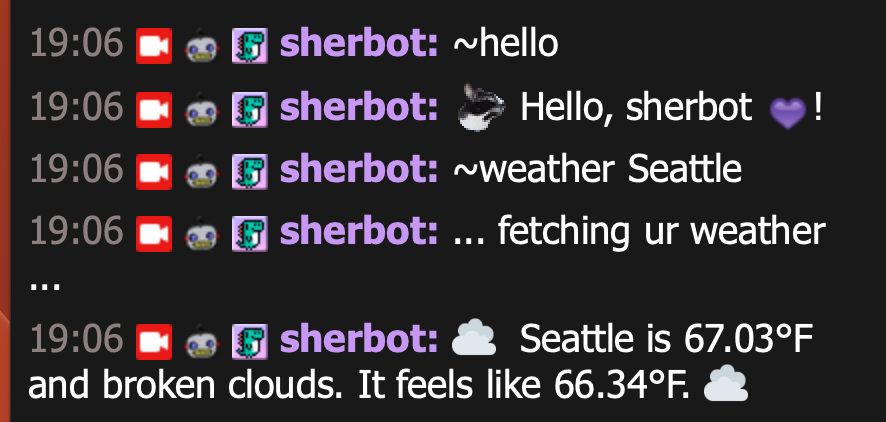 19:06 sherbot: ~hello
19:06 sherbot: Hello, sherbot 💜!
19:06 sherbot: ~weather Seattle
19:06 sherbot: ... fetching ur weather
...
19:06 sherbot: ☁️ Seattle is 67.03°F
and broken clouds. It feels like 66.34°F. ☁️